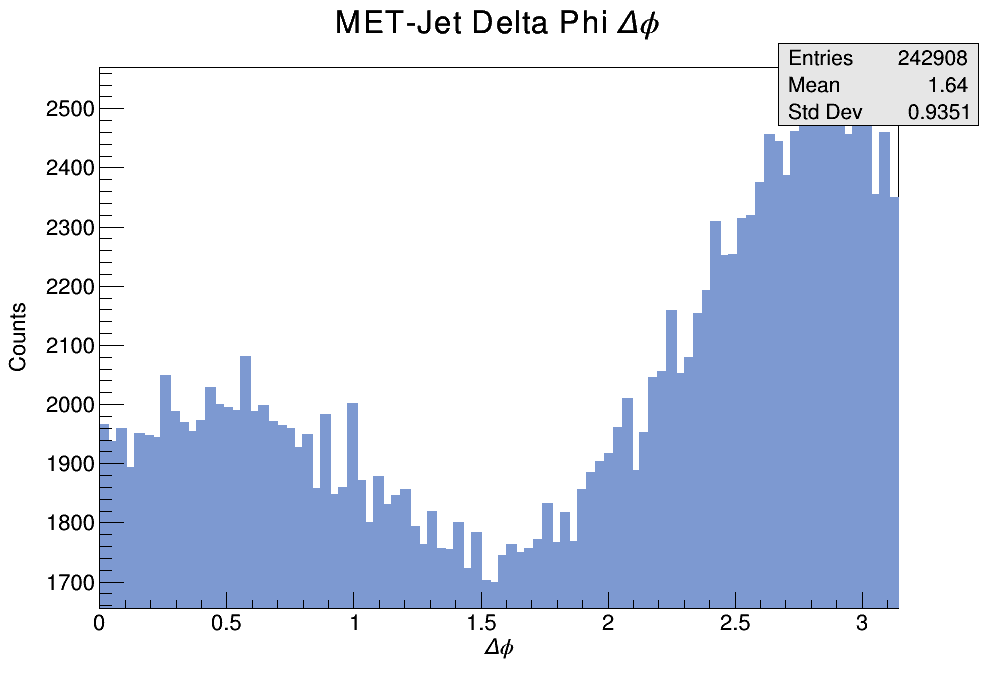 MET-Jet Delta Phi Δϕ
Entries 242908
Mean 1.64
Std Dev 0.9351
2500
2400
2300
2200
2100
2000
1900
1800
1700
Counts
0 0.5 1 1.5 2 2.5 3
Δϕ